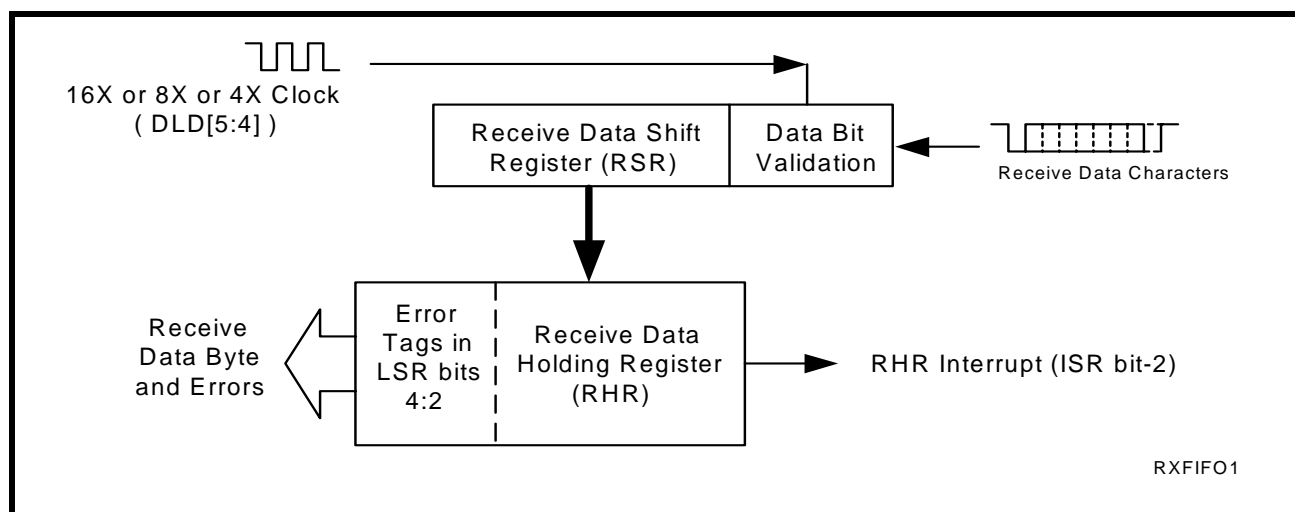 16X or 8X or 4X Clock
( DLD[5:4] )
Receive Data Shift
Register (RSR)
Data Bit
Validation
Receive Data Characters
Receive
Data Byte
and Errors
Error
Tags in
LSR bits
4:2
Receive Data
Holding Register
(RHR)
RHR Interrupt (ISR bit-2)
RXFIFO1